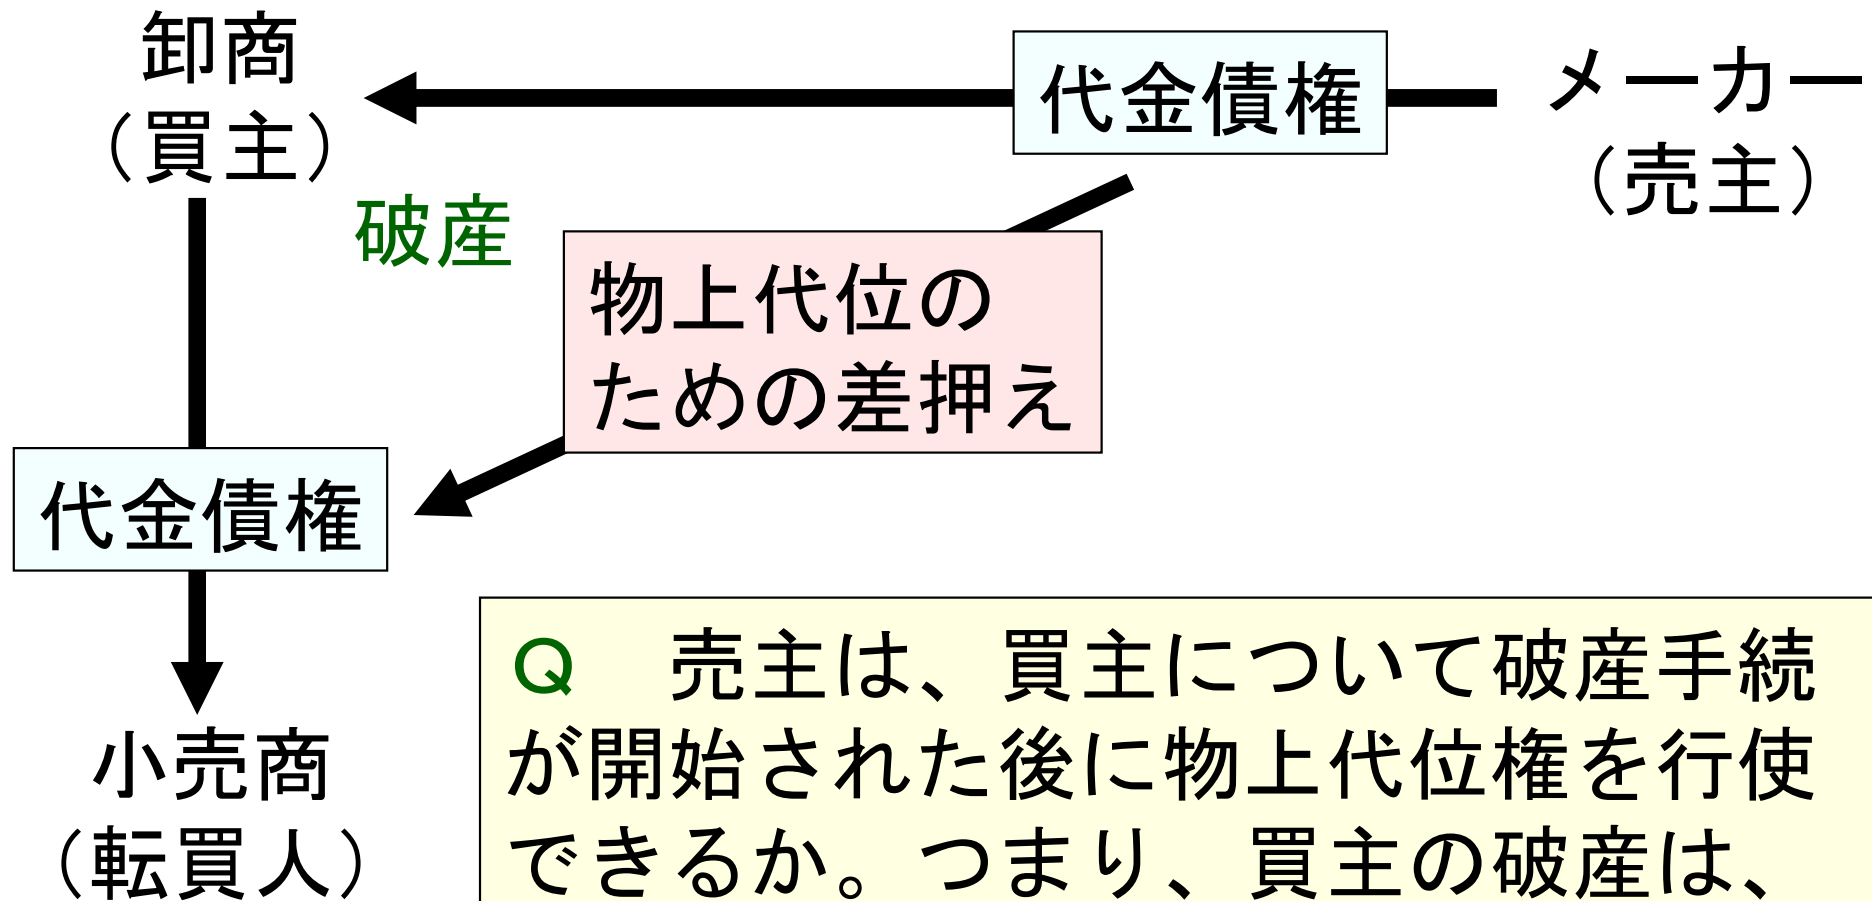 卸商
（買主）
代金債権
メーカー
（売主）
破産
物上代位の
ための差押え
代金債権
小売商
（転買人）
Ｑ　売主は、買主について破産手続
が開始された後に物上代位権を行使
できるか。つまり、買主の破産は、